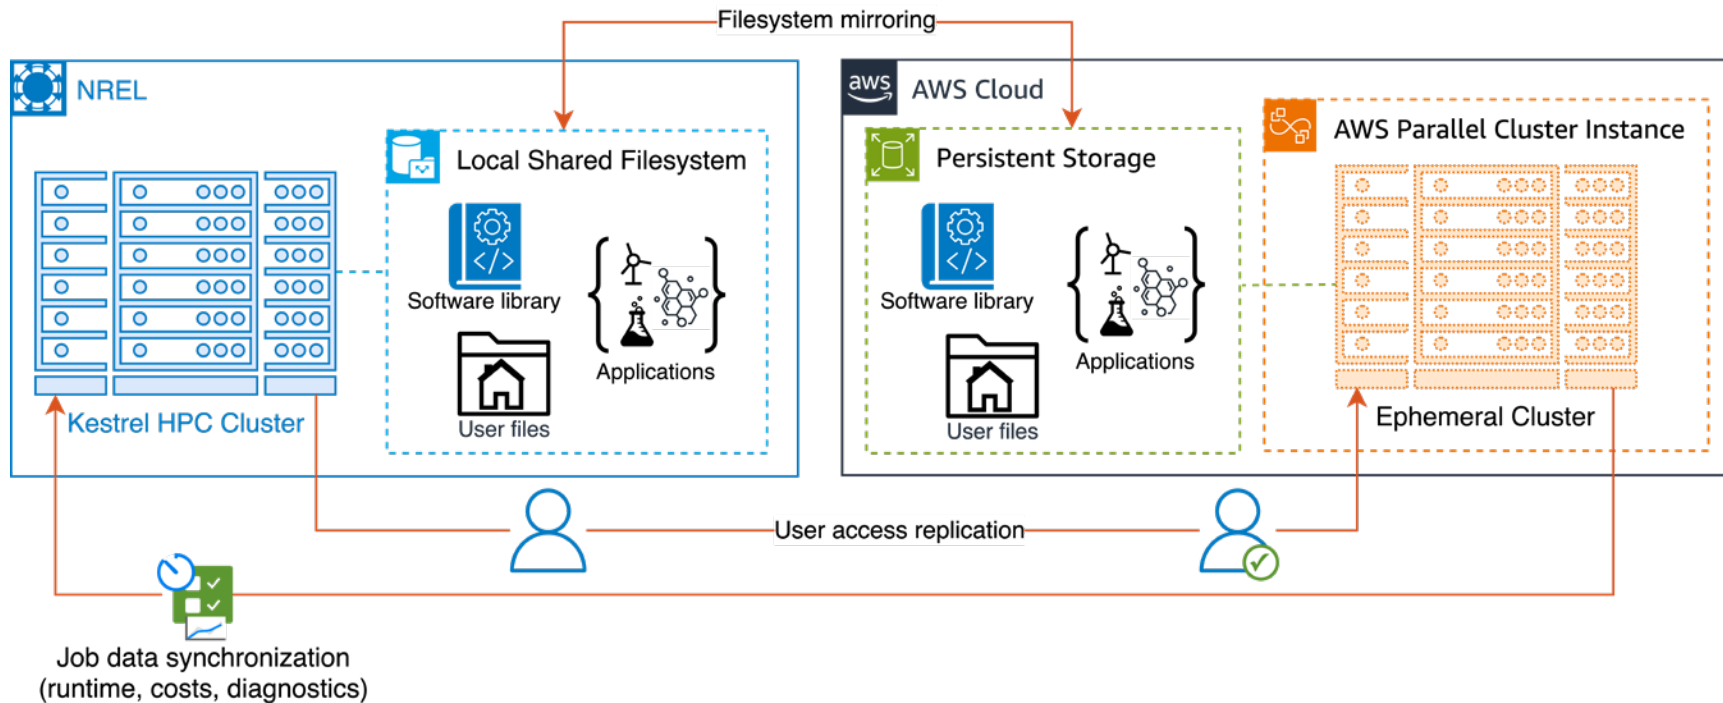 Filesystem mirroring
NREL
aws
AWS Cloud
Local Shared Filesystem
Persistent Storage
AWS Parallel Cluster Instance
</>
Software library
Applications
User files
</>
Software library
Applications
User files
Kestrel HPC Cluster
Ephemeral Cluster
User access replication
Job data synchronization
(runtime, costs, diagnostics)